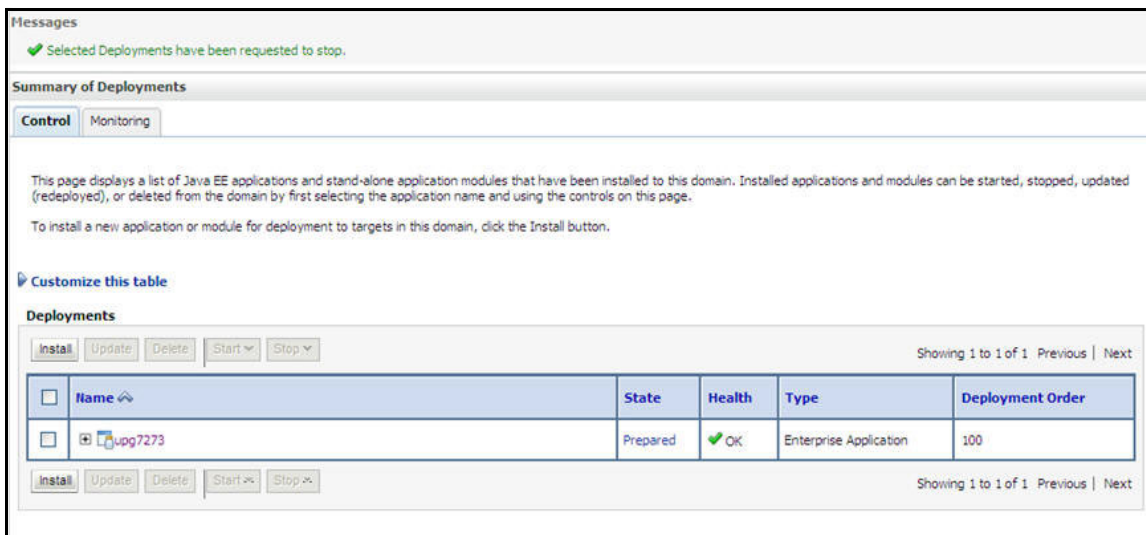 Messages
Selected Deployments have been requested to stop.
Summary of Deployments
Control Monitoring
This page displays a list of Java EE applications and stand-alone application modules that have been installed to this domain. Installed applications and modules can be started, stopped, updated
(redeployed), or deleted from the domain by first selecting the application name and using the controls on this page.
To install a new application or module for deployment to targets in this domain, click the Install button.
Customize this table
Deployments
Install Update Delete Start Stop Showing 1 to 1 of 1 Previous | Next
Name State Health Type Deployment Order
upg7273 Prepared OK Enterprise Application 100
Install Update Delete Start Stop Showing 1 to 1 of 1 Previous | Next